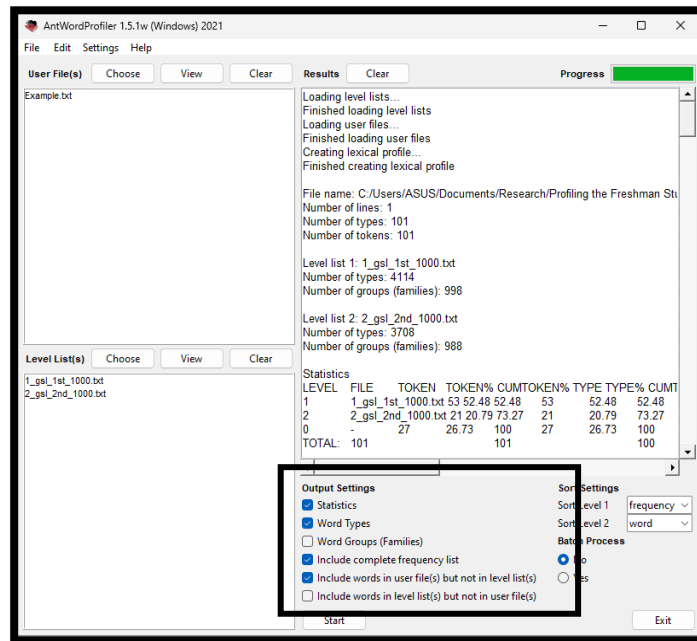 AntWordProfiler 1.5.1w (Windows) 2021
File Edit Settings Help
User File(s) Choose View Clear
Example.txt
Level List(s) Choose View Clear
1_gsl_1st_1000.txt
2_gsl_2nd_1000.txt
Results Clear Progress
Loading level lists...
Finished loading level lists
Loading user files...
Finished loading user files
Creating lexical profile...
Finished creating lexical profile
File name: C:/Users/ASUS/Documents/Research/Profiling the Freshman Stu
Number of lines: 1
Number of types: 101
Number of tokens: 101
Level list 1: 1_gsl_1st_1000.txt
Number of types: 4114
Number of groups (families): 998
Level list 2: 2_gsl_2nd_1000.txt
Number of types: 3708
Number of groups (families): 988
Statistics
LEVEL FILE TOKEN TOKEN% CUMTOKEN% TYPE TYPE% CUMT
1 1_gsl_1st_1000.txt 53 52.48 52.48 53 52.48 52.48
2 2_gsl_2nd_1000.txt 21 20.79 73.27 21 20.79 73.27
0 - 27 26.73 100 27 26.73 100
TOTAL: 101 101 100
Output Settings
Statistics
Word Types
Word Groups (Families)
Include complete frequency list
Include words in user file(s) but not in level list(s)
Include words in level list(s) but not in user file(s)
Start
Sort Settings
Sort Level 1 frequency
Sort Level 2 word
Batch Process
No
Yes
Exit